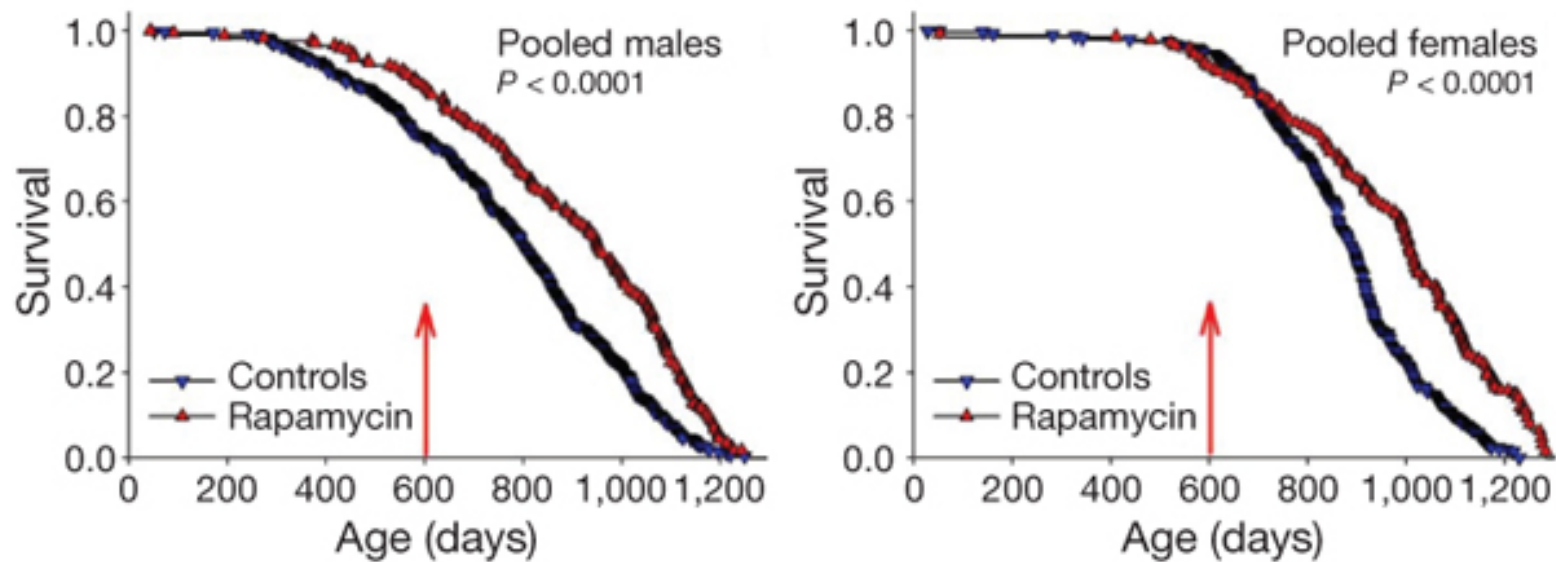 Pooled males
P < 0.0001
Survival
1.0
0.8
0.6
0.4
0.2
0.0
Controls
Rapamycin
0 200 400 600 800 1,000 1,200
Age (days)
Pooled females
P < 0.0001
Survival
1.0
0.8
0.6
0.4
0.2
0.0
Controls
Rapamycin
0 200 400 600 800 1,000 1,200
Age (days)